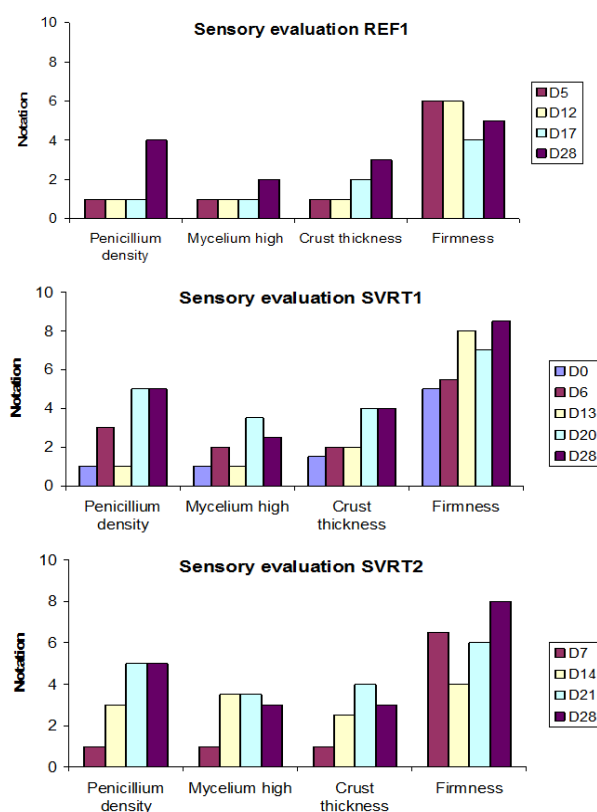 Sensory evaluation REF1
10
8
6
4
2
0
Notation
Penicillium density
Mycelium high
Crust thickness
Firmness
D5
D12
D17
D28
Sensory evaluation SVRT1
10
8
6
4
2
0
Notation
Penicillium density
Mycelium high
Crust thickness
Firmness
D0
D6
D13
D20
D28
Sensory evaluation SVRT2
10
8
6
4
2
0
Notation
Penicillium density
Mycelium high
Crust thickness
Firmness
D7
D14
D21
D28